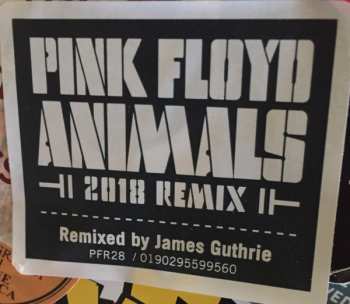 PINK FLOYD
ANIMALS
2018 REMIX
Remixed by James Guthrie
PFR28 / 0190295599560